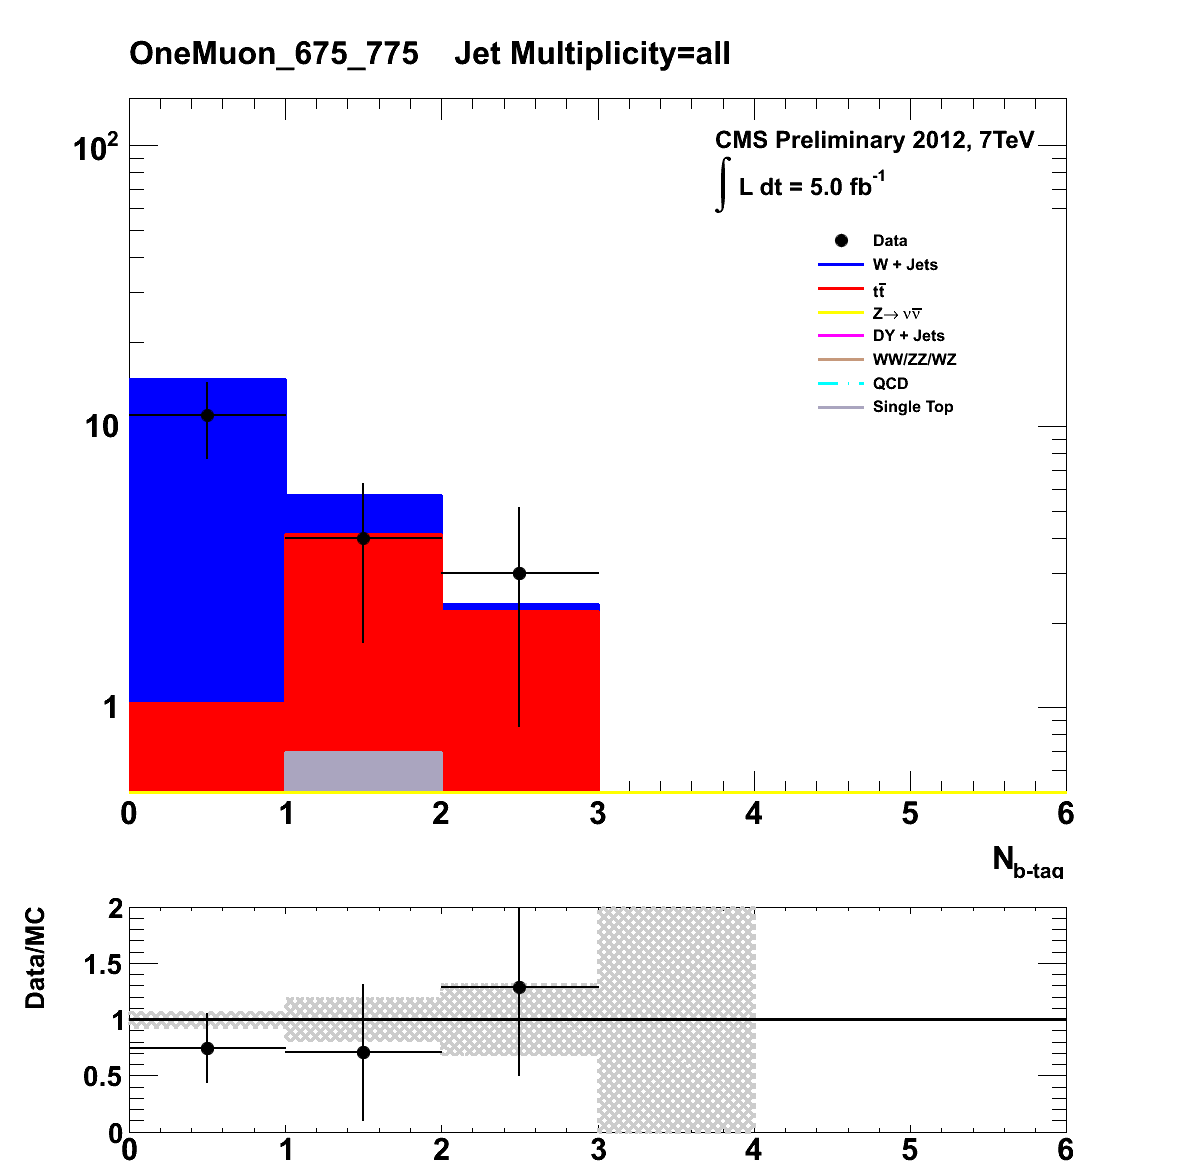 OneMuon_675_775 Jet Multiplicity=all
CMS Preliminary 2012, 7TeV
∫ L dt = 5.0 fb⁻¹
Data
W + Jets
tt̅
Z→ νν̅
DY + Jets
WW/ZZ/WZ
QCD
Single Top
10²
10
1
0 1 2 3 4 5 6
N_b-tag
Data/MC
2
1.5
1
0.5
0
0 1 2 3 4 5 6